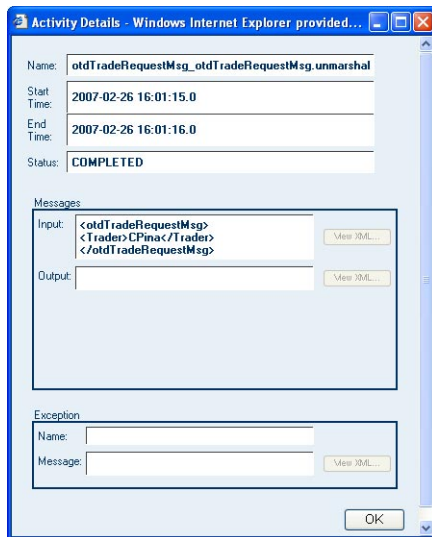 Activity Details - Windows Internet Explorer provided...
Name: otdTradeRequestMsg_otdTradeRequestMsg.unmarshal
Start Time: 2007-02-26 16:01:15.0
End Time: 2007-02-26 16:01:16.0
Status: COMPLETED
Messages
Input: <otdTradeRequestMsg>
<Trader>CPina</Trader>
</otdTradeRequestMsg>
View XML...
Output:
View XML...
Exception
Name:
Message:
View XML...
OK